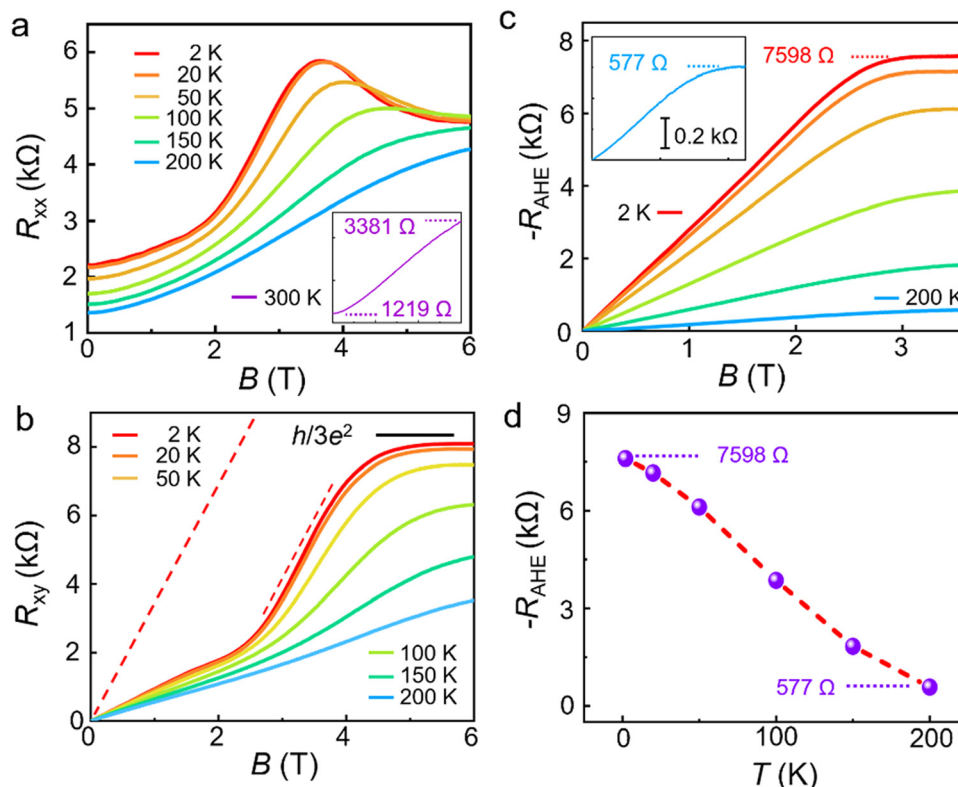 a
R_xx (kΩ)
6
5
4
3
2
1
2 K
20 K
50 K
100 K
150 K
200 K
300 K
3381 Ω
1219 Ω
0
2
4
6
B (T)
b
R_xy (kΩ)
8
6
4
2
0
2 K
20 K
50 K
h/3e²
100 K
150 K
200 K
0
2
4
6
B (T)
c
-R_AHE (kΩ)
8
6
4
2
0
577 Ω
0.2 kΩ
7598 Ω
2 K
200 K
0
1
2
3
B (T)
d
-R_AHE (kΩ)
9
6
3
0
7598 Ω
577 Ω
0
100
200
T (K)